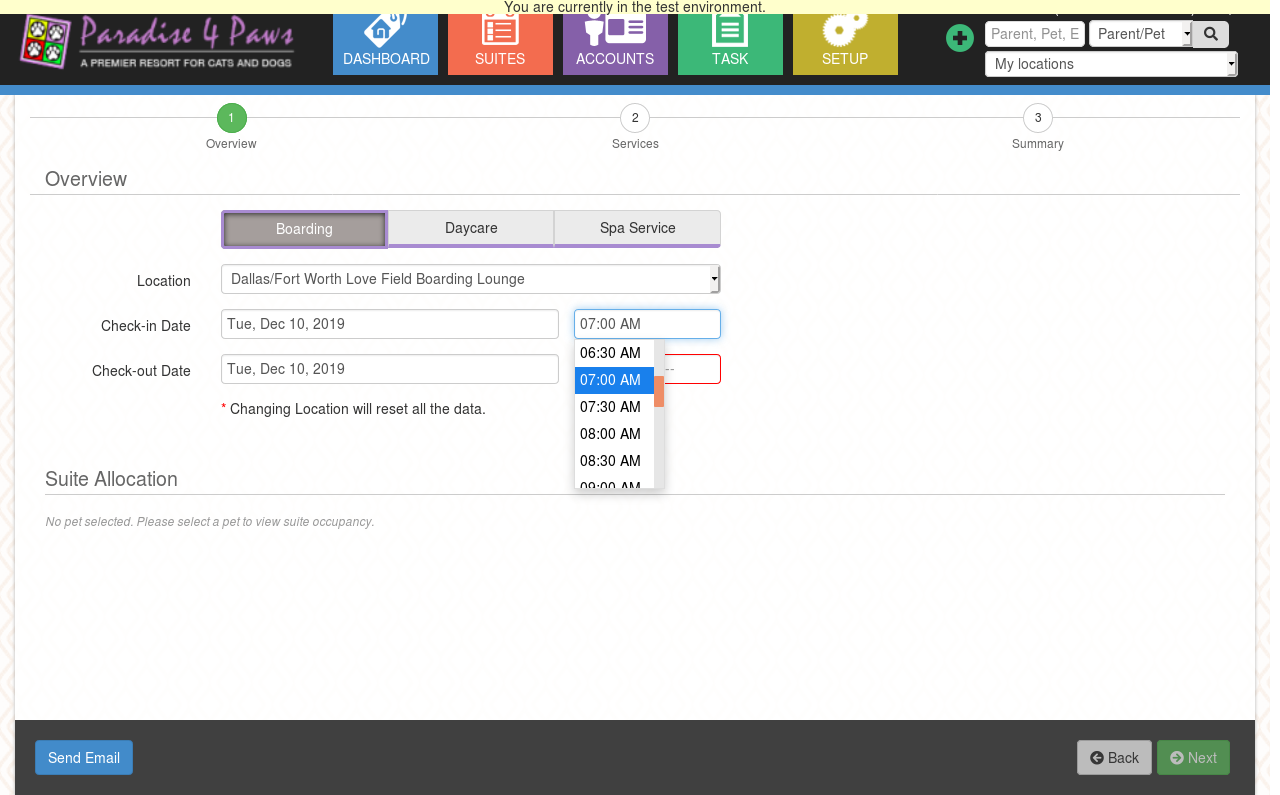 You are currently in the test environment.
Paradise 4 Paws
A PREMIER RESORT FOR CATS AND DOGS
DASHBOARD
SUITES
ACCOUNTS
TASK
SETUP
Parent, Pet, E
Parent/Pet
My locations
1
2
3
Overview
Services
Summary
Overview
Boarding
Daycare
Spa Service
Location
Dallas/Fort Worth Love Field Boarding Lounge
Check-in Date
Tue, Dec 10, 2019
07:00 AM
06:30 AM
Check-out Date
Tue, Dec 10, 2019
--
07:00 AM
07:30 AM
* Changing Location will reset all the data.
08:00 AM
08:30 AM
09:00 AM
Suite Allocation
No pet selected. Please select a pet to view suite occupancy.
Send Email
Back
Next